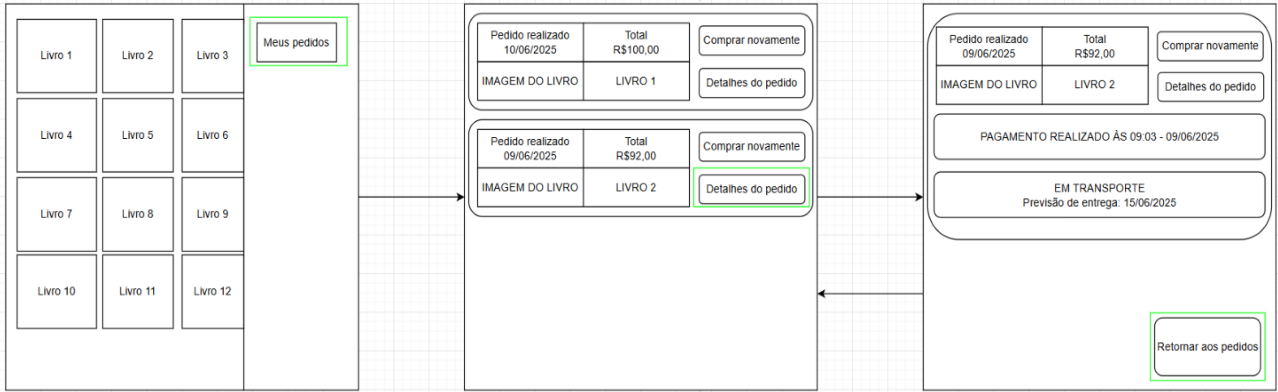 Livro 1
Livro 2
Livro 3
Meus pedidos
Livro 4
Livro 5
Livro 6
Livro 7
Livro 8
Livro 9
Livro 10
Livro 11
Livro 12
Pedido realizado
10/06/2025
Total
R$100,00
Comprar novamente
IMAGEM DO LIVRO
LIVRO 1
Detalhes do pedido
Pedido realizado
09/06/2025
Total
R$92,00
Comprar novamente
IMAGEM DO LIVRO
LIVRO 2
Detalhes do pedido
Pedido realizado
09/06/2025
Total
R$92,00
Comprar novamente
IMAGEM DO LIVRO
LIVRO 2
Detalhes do pedido
PAGAMENTO REALIZADO ÀS 09:03 - 09/06/2025
EM TRANSPORTE
Previsão de entrega: 15/06/2025
Retornar aos pedidos